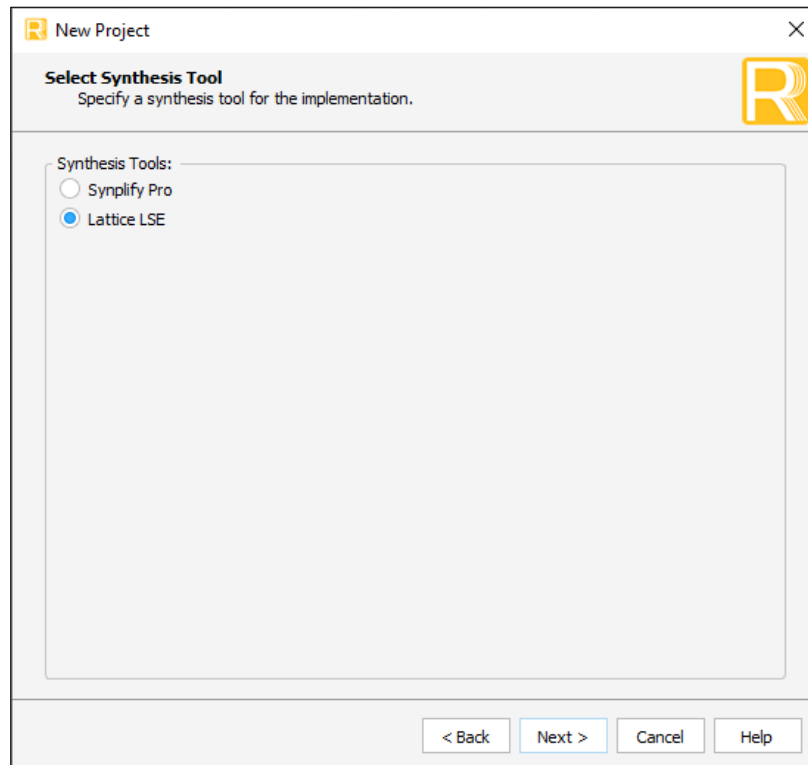 New Project
Select Synthesis Tool
Specify a synthesis tool for the implementation.
Synthesis Tools:
Synplify Pro
Lattice LSE
< Back Next > Cancel Help